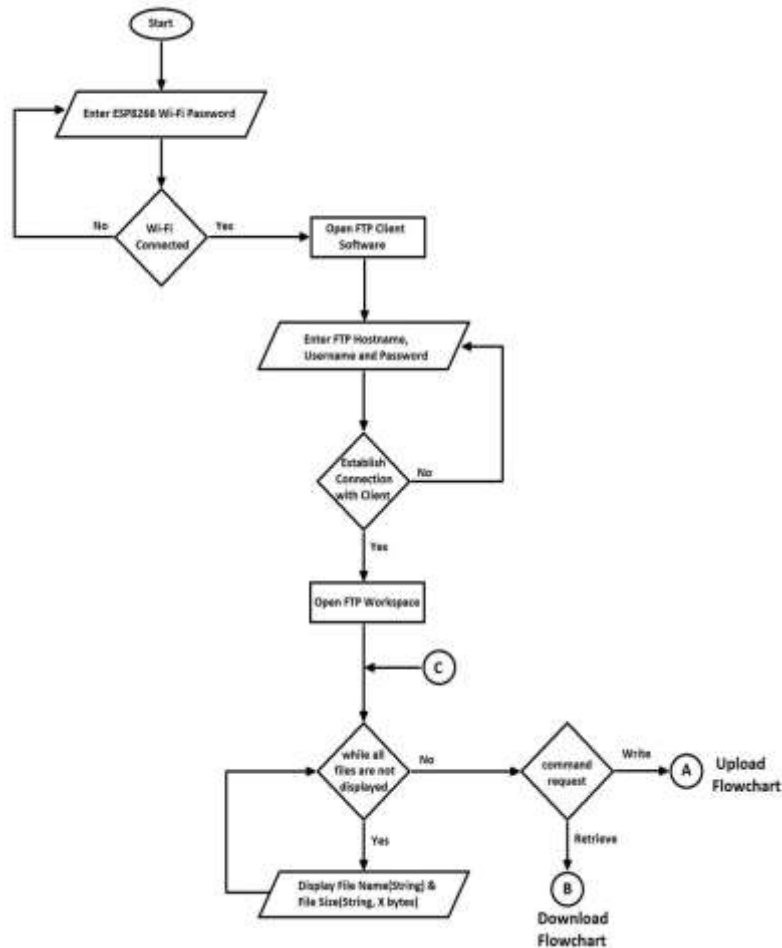 Start
Enter ESP8266 Wi-Fi Password
No
Wi-Fi
Connected
Yes
Open FTP Client
Software
Enter FTP Hostname,
Username and Password
Establish
Connection
with Client
No
Yes
Open FTP Workspace
C
while all
files are not
displayed
No
command
request
Write
A
Upload
Flowchart
Yes
Retrieve
Display File Name(String) &
File Size(String, X bytes)
B
Download
Flowchart